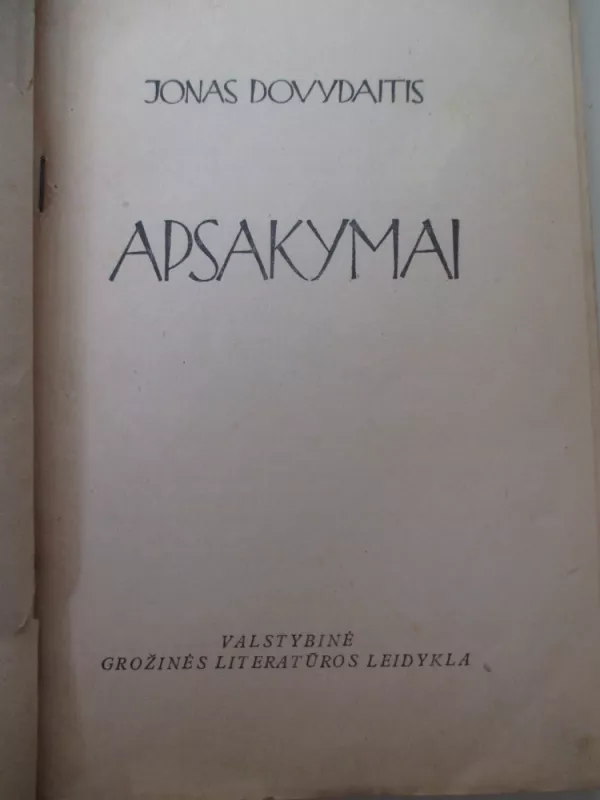 JONAS DOVYDAITIS
APSAKYMAI
VALSTYBINĖ
GROŽINĖS LITERATŪROS LEIDYKLA